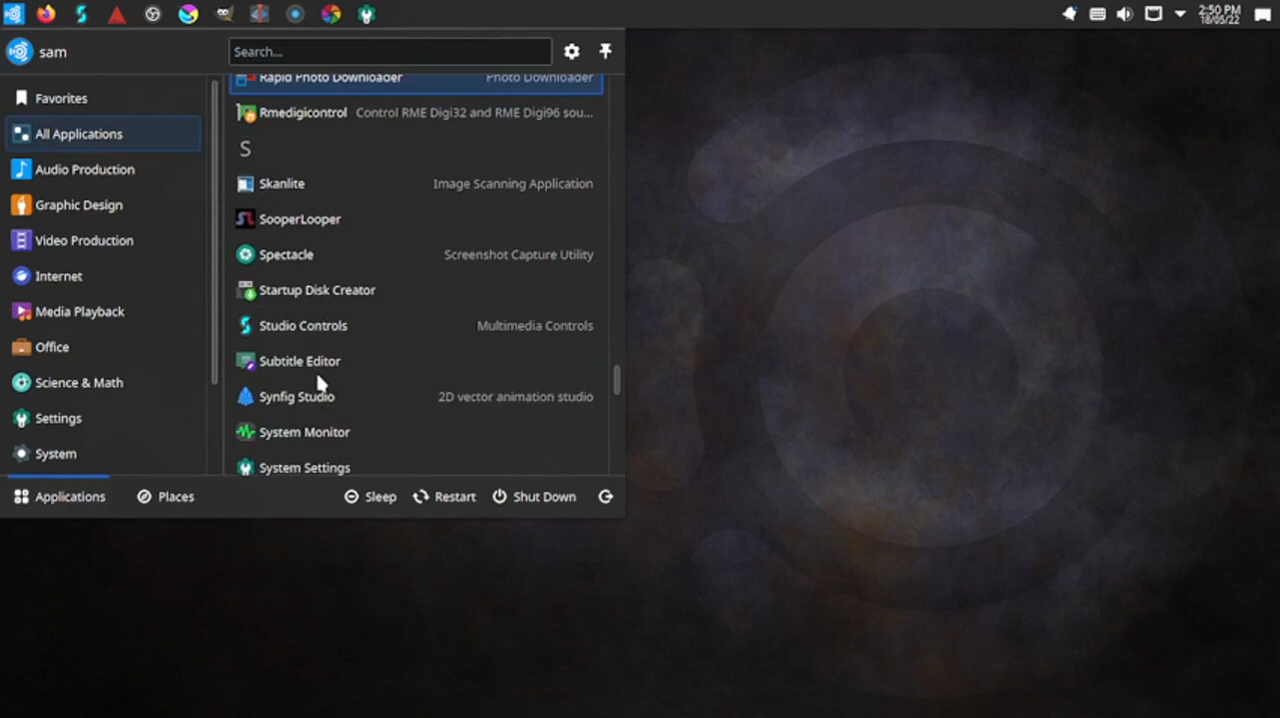 2:50 PM
18/05/22
sam
Search...
Favorites
All Applications
Audio Production
Graphic Design
Video Production
Internet
Media Playback
Office
Science & Math
Settings
System
Rapid Photo Downloader Photo Downloader
Rmedigicontrol Control RME Digi32 and RME Digi96 sou...
S
Skanlite Image Scanning Application
SooperLooper
Spectacle Screenshot Capture Utility
Startup Disk Creator
Studio Controls Multimedia Controls
Subtitle Editor
Synfig Studio 2D vector animation studio
System Monitor
System Settings
Applications Places Sleep Restart Shut Down